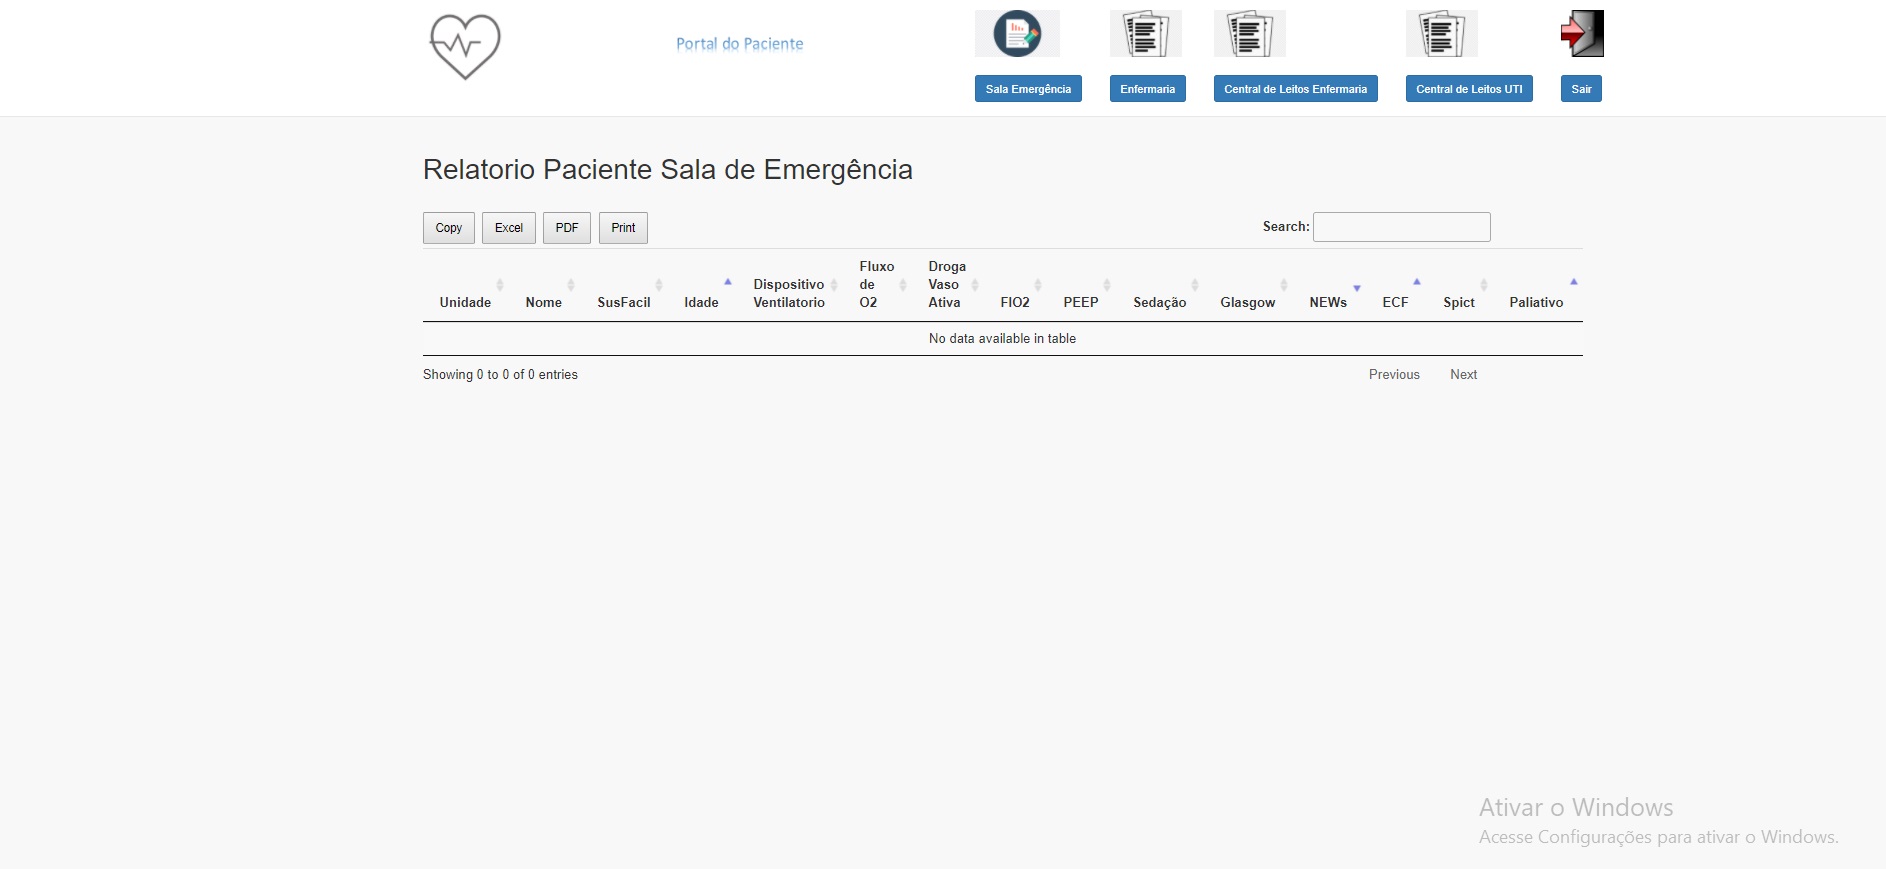 Portal do Paciente
Sala Emergência
Enfermaria
Central de Leitos Enfermaria
Central de Leitos UTI
Sair
Relatorio Paciente Sala de Emergência
Copy
Excel
PDF
Print
Search:
Unidade
Nome
SusFacil
Idade
Dispositivo
Ventilatorio
Fluxo
de
O2
Droga
Vaso
Ativa
FIO2
PEEP
Sedação
Glasgow
NEWs
ECF
Spict
Paliativo
No data available in table
Showing 0 to 0 of 0 entries
Previous
Next
Ativar o Windows
Acesse Configurações para ativar o Windows.